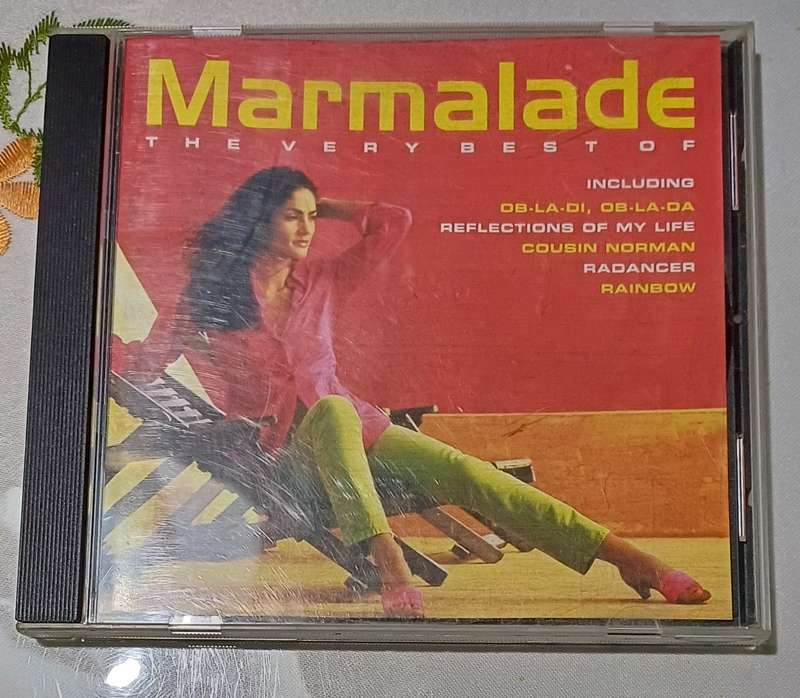 Marmalade
THE VERY BEST OF
INCLUDING
OB-LA-DI, OB-LA-DA
REFLECTIONS OF MY LIFE
COUSIN NORMAN
RADANCER
RAINBOW